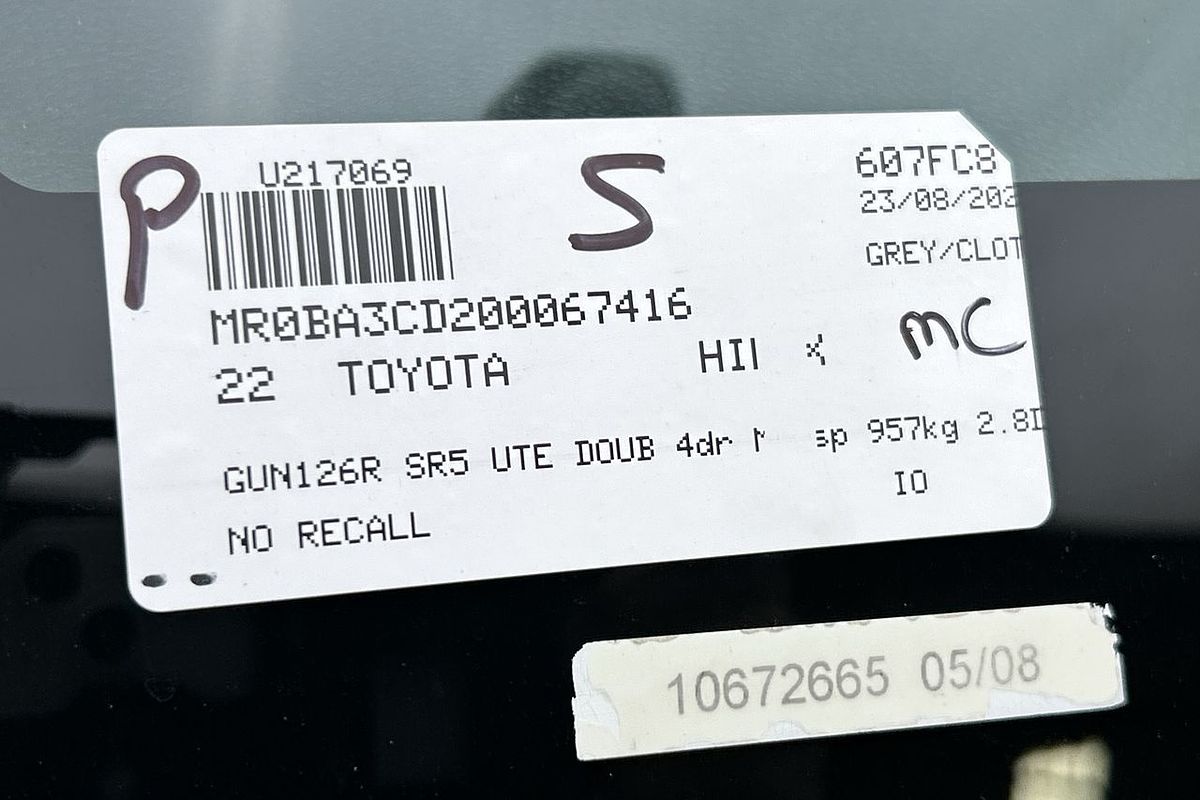 P
U217069
S
607FC8
23/08/202
GREY/CLOT
MR0BA3CD200067416
MC
22 TOYOTA
GUN126R SR5 UTE DOUB 4dr sp 957kg 2.8D
IO
NO RECALL
10672665 05/08